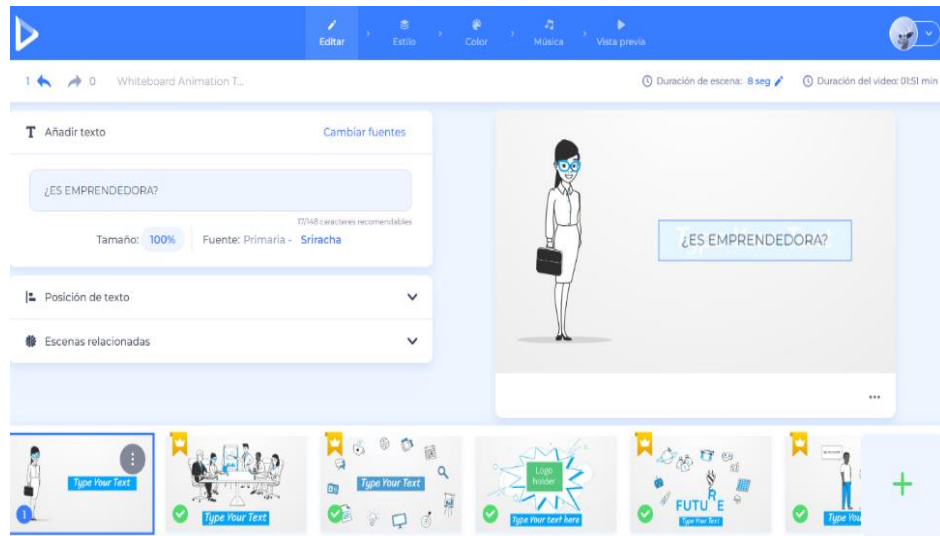 Editar
Estilo
Color
Música
Vista previa
1
0
Whiteboard Animation T...
Duración de escena: 8 seg
Duración del video: 01:51 min
Añadir texto
Cambiar fuentes
¿ES EMPRENDEDORA?
17/148 caracteres recomendables
Tamaño: 100%
Fuente: Primaria - Sriracha
Posición de texto
Escenas relacionadas
¿ES EMPRENDEDORA?
Type Your Text
1
Type Your Text
Type Your Text
Logo
holder
Type Your text here
FUTURE
Type Your Text
Type You